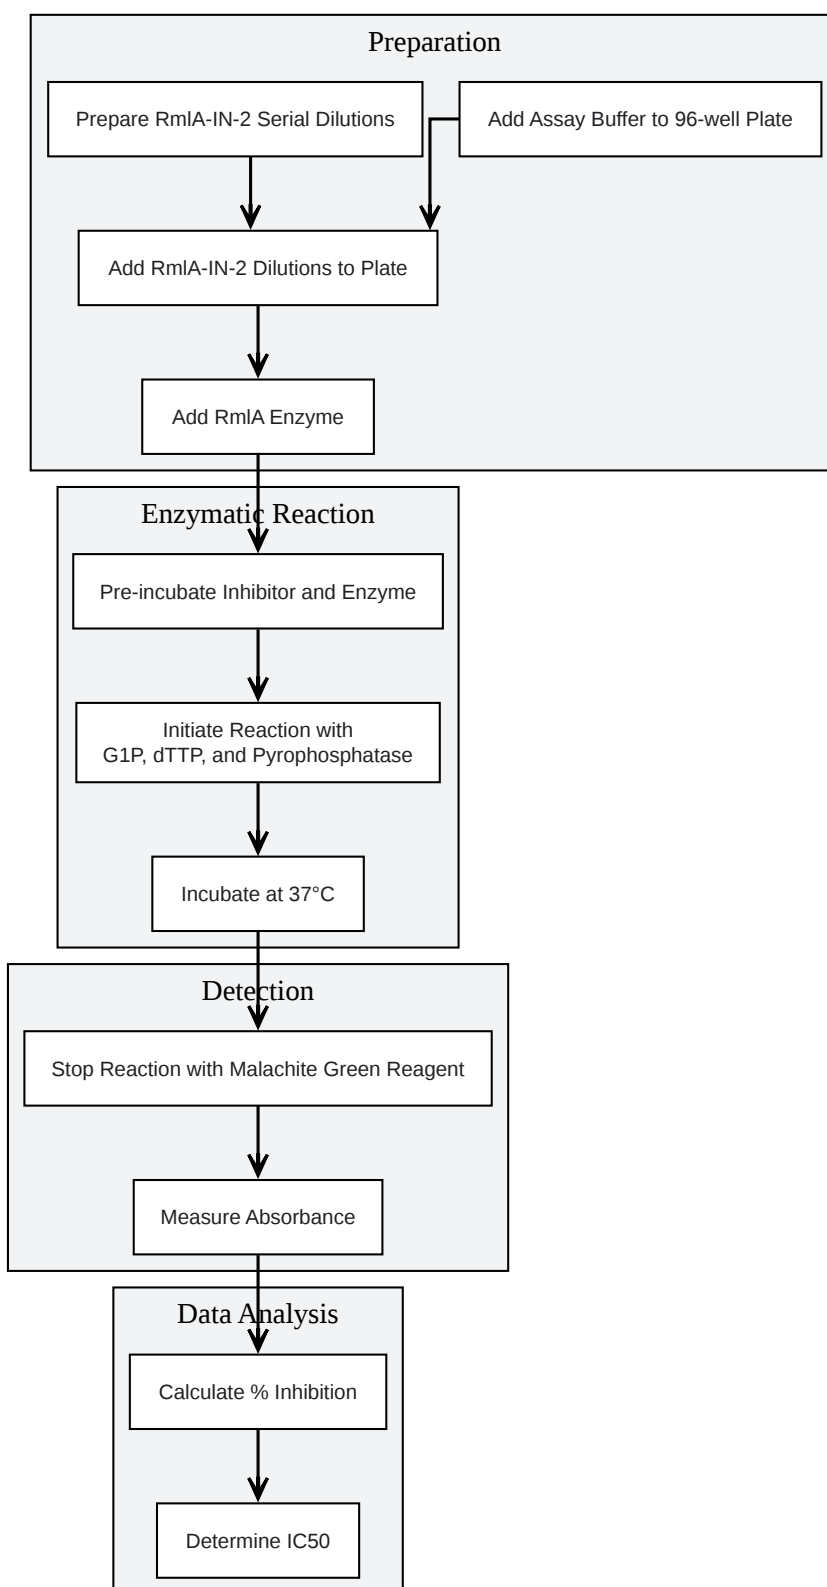 Preparation
Prepare RmlA-IN-2 Serial Dilutions
Add Assay Buffer to 96-well Plate
Add RmlA-IN-2 Dilutions to Plate
Add RmlA Enzyme
Enzymatic Reaction
Pre-incubate Inhibitor and Enzyme
Initiate Reaction with
G1P, dTTP, and Pyrophosphatase
Incubate at 37°C
Detection
Stop Reaction with Malachite Green Reagent
Measure Absorbance
Data Analysis
Calculate % Inhibition
Determine IC50